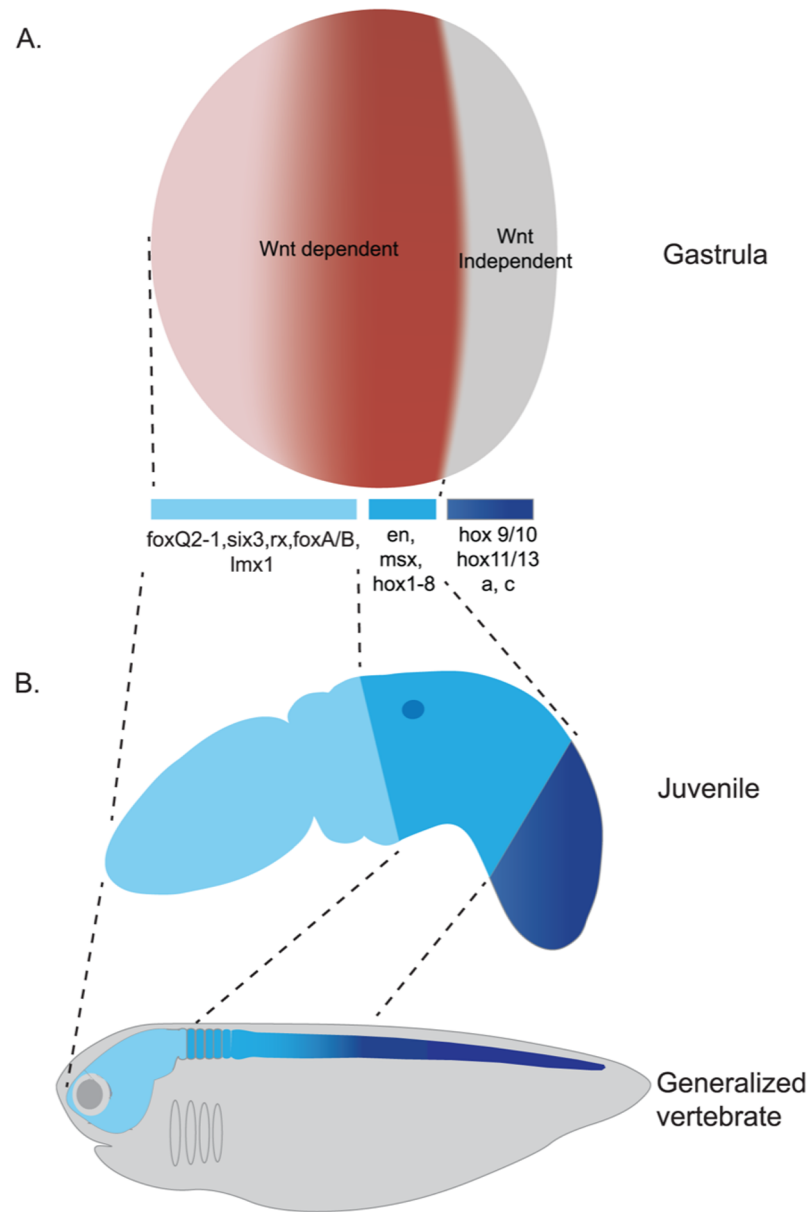 A.
Wnt dependent
Wnt
Independent
Gastrula
foxQ2-1,six3,rx,foxA/B,
lmx1
en,
msx,
hox1-8
hox 9/10
hox11/13
a, c
B.
Juvenile
Generalized
vertebrate